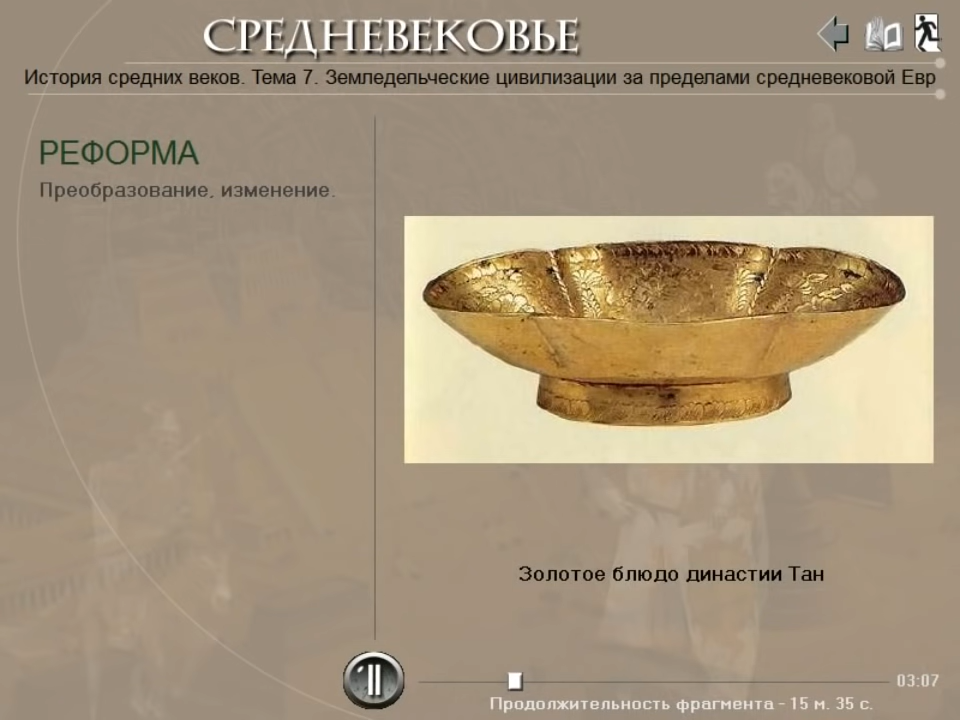 СРЕДНЕВЕКОВЬЕ
История средних веков. Тема 7. Земледельческие цивилизации за пределами средневековой Евр
РЕФОРМА
Преобразование, изменение.
Золотое блюдо династии Тан
03:07
Продолжительность фрагмента - 15 м. 35 с.